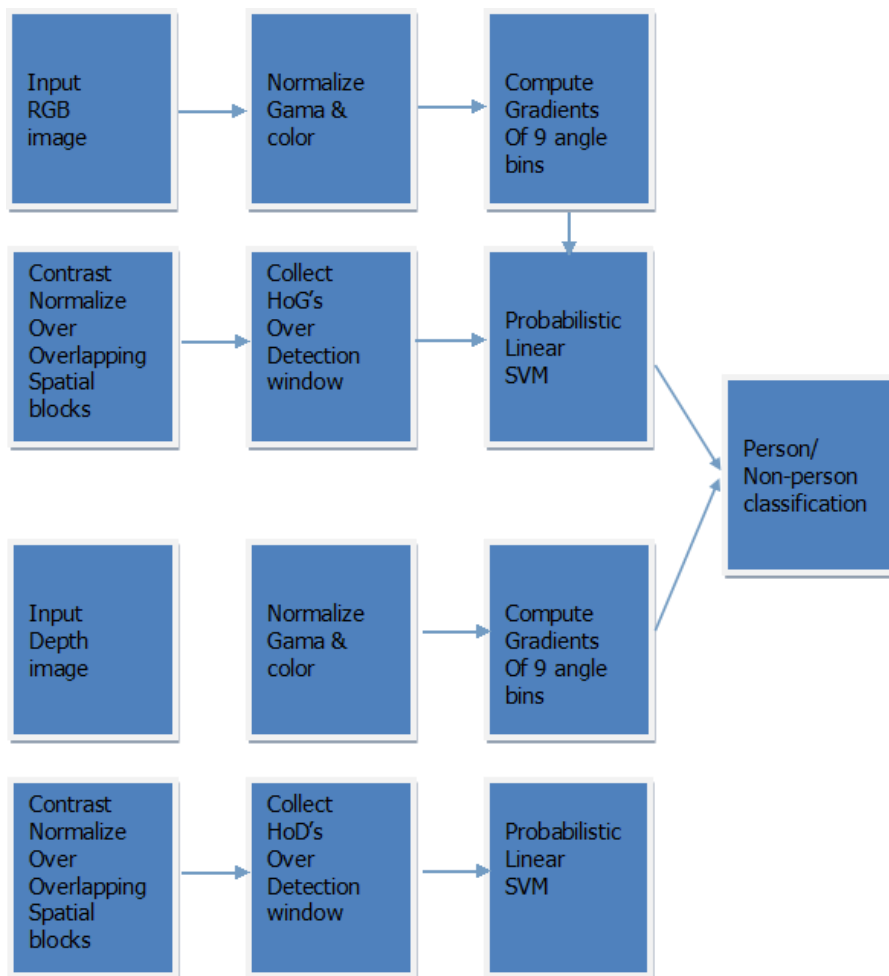 Input
RGB
image
Normalize
Gama &
color
Compute
Gradients
Of 9 angle
bins
Contrast
Normalize
Over
Overlapping
Spatial
blocks
Collect
HoG's
Over
Detection
window
Probabilistic
Linear
SVM
Person/
Non-person
classification
Input
Depth
image
Normalize
Gama &
color
Compute
Gradients
Of 9 angle
bins
Contrast
Normalize
Over
Overlapping
Spatial
blocks
Collect
HoD's
Over
Detection
window
Probabilistic
Linear
SVM